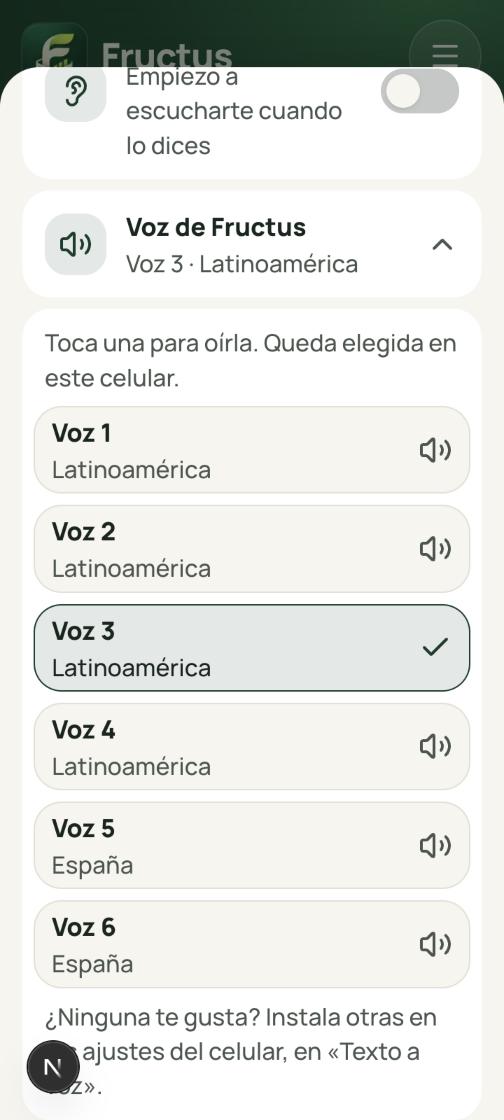 Fructus
Empiezo a
escucharte cuando
lo dices
Voz de Fructus
Voz 3 · Latinoamérica
Toca una para oírla. Queda elegida en
este celular.
Voz 1
Latinoamérica
Voz 2
Latinoamérica
Voz 3
Latinoamérica
Voz 4
Latinoamérica
Voz 5
España
Voz 6
España
¿Ninguna te gusta? Instala otras en
ajustes del celular, en «Texto a
N